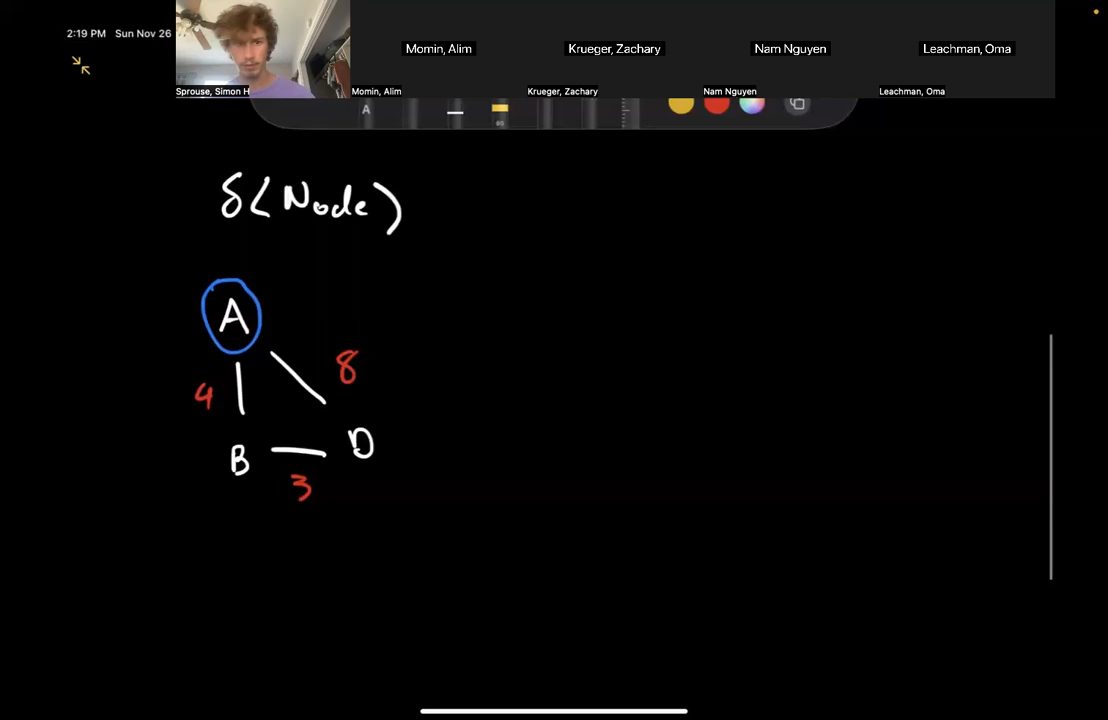 2:19 PM Sun Nov 26
Momin, Alim
Krueger, Zachary
Nam Nguyen
Leachman, Oma
Sprouse, Simon H
Momin, Alim
Krueger, Zachary
Nam Nguyen
Leachman, Oma
A
80
δ(Node)
A
8
4
B
D
3